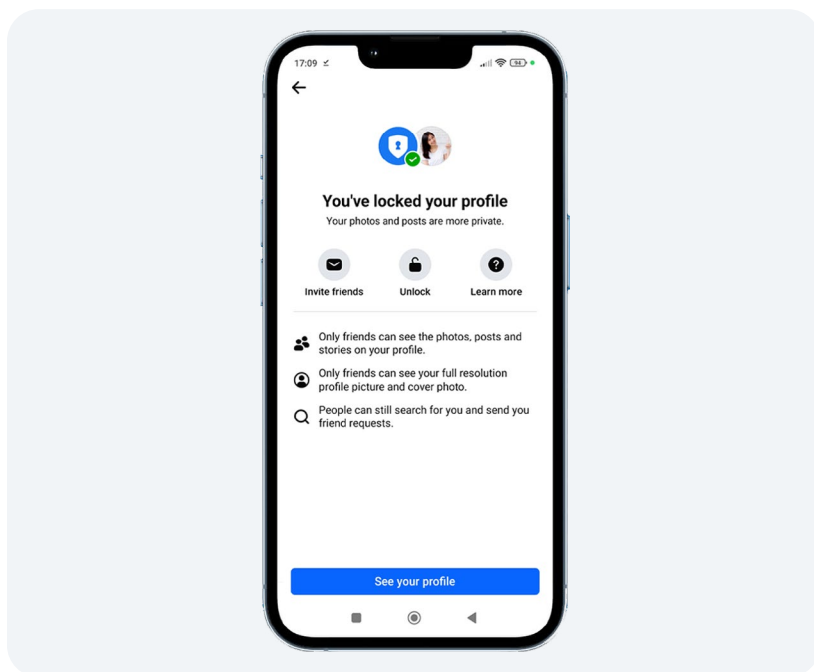 17:09
94
You've locked your profile
Your photos and posts are more private.
Invite friends Unlock Learn more
Only friends can see the photos, posts and
stories on your profile.
Only friends can see your full resolution
profile picture and cover photo.
People can still search for you and send you
friend requests.
See your profile